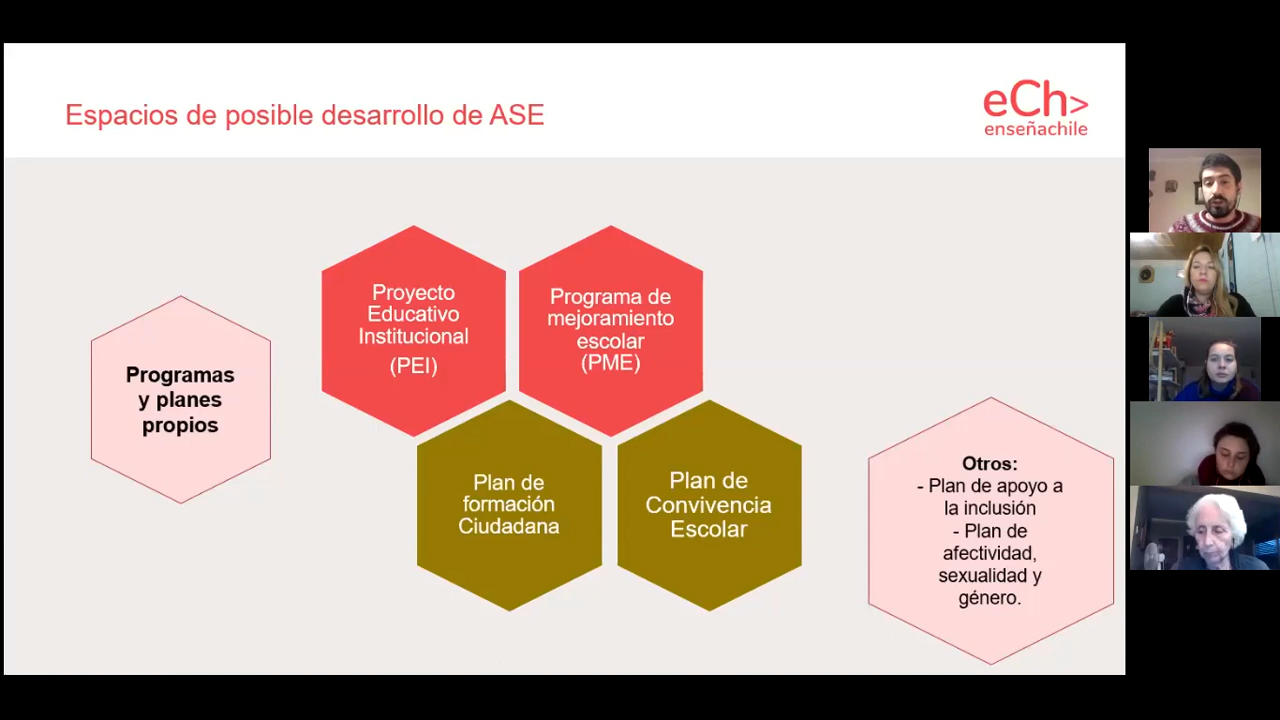 Espacios de posible desarrollo de ASE
eCh>
enseñachile
Programas
y planes
propios
Proyecto
Educativo
Institucional
(PEI)
Programa de
mejoramiento
escolar
(PME)
Plan de
formación
Ciudadana
Plan de
Convivencia
Escolar
Otros:
- Plan de apoyo a
la inclusión
- Plan de
afectividad,
sexualidad y
género.